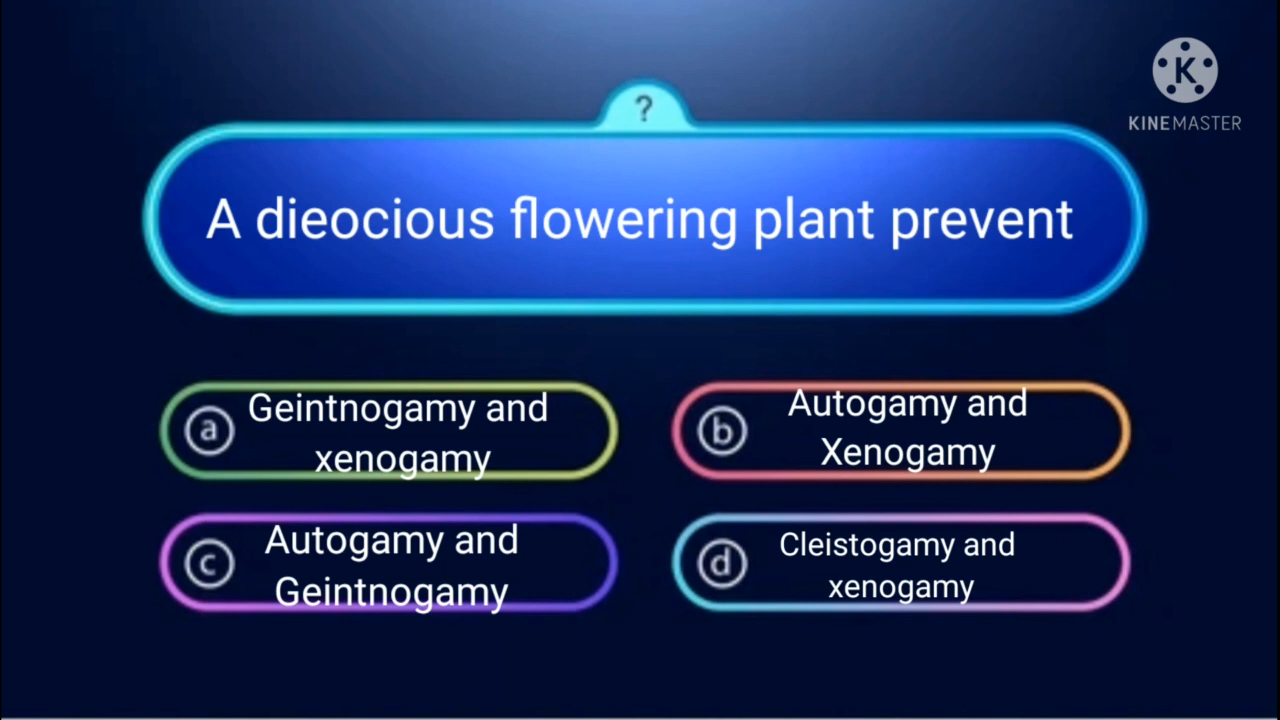 K
KINEMASTER
?
A dieocious flowering plant prevent
a Geintnogamy and
xenogamy
b Autogamy and
Xenogamy
c Autogamy and
Geintnogamy
d Cleistogamy and
xenogamy